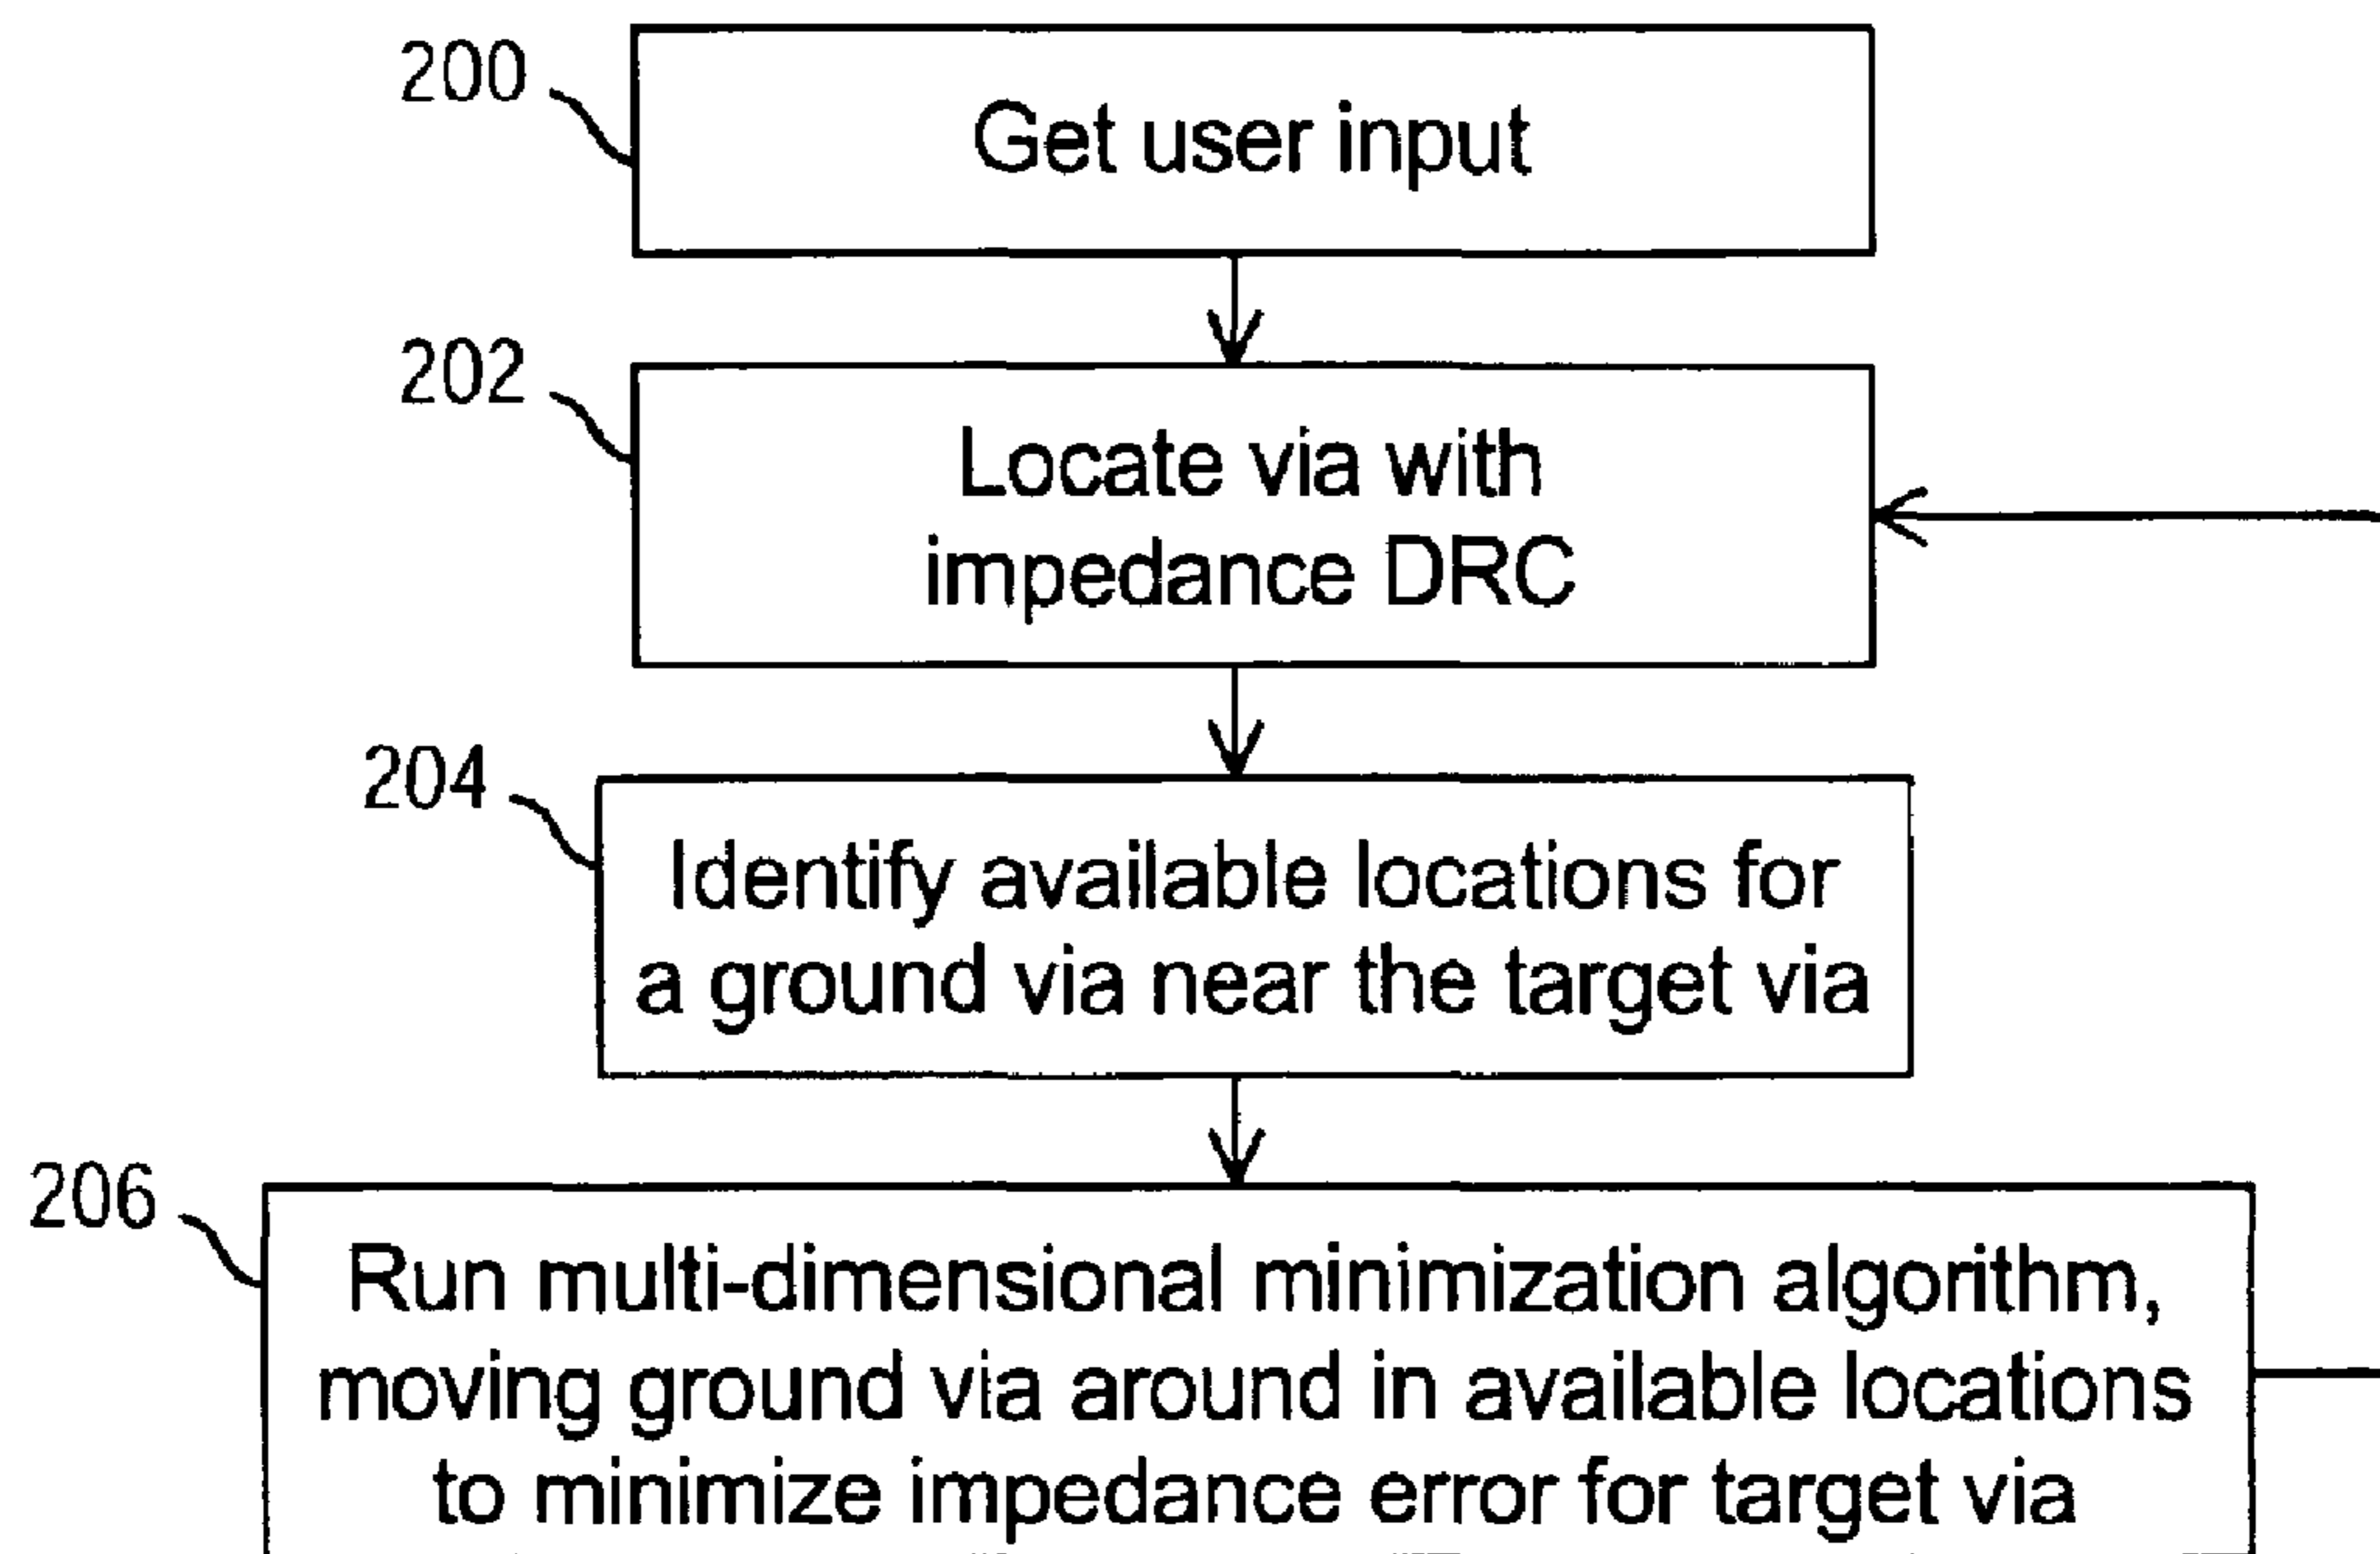 200
Get user input
202
Locate via with
impedance DRC
204
Identify available locations for
a ground via near the target via
206
Run multi-dimensional minimization algorithm,
moving ground via around in available locations
to minimize impedance error for target via